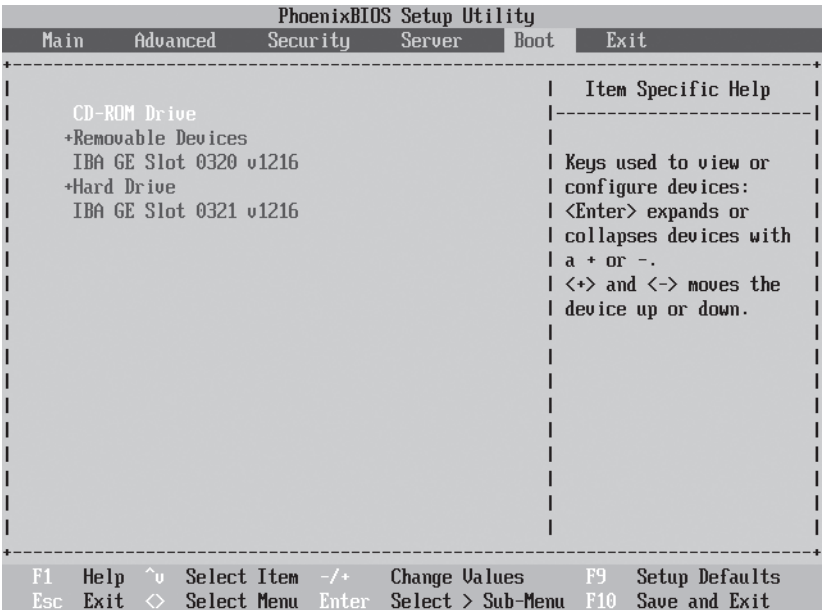 PhoenixBIOS Setup Utility
Main Advanced Security Server Boot Exit
Item Specific Help
CD-ROM Drive
+Removable Devices
IBA GE Slot 0320 v1216
+Hard Drive
IBA GE Slot 0321 v1216
Keys used to view or
configure devices:
<Enter> expands or
collapses devices with
a + or -.
<+> and <-> moves the
device up or down.
F1 Help ^v Select Item -/+ Change Values F9 Setup Defaults
Esc Exit <> Select Menu Enter Select > Sub-Menu F10 Save and Exit